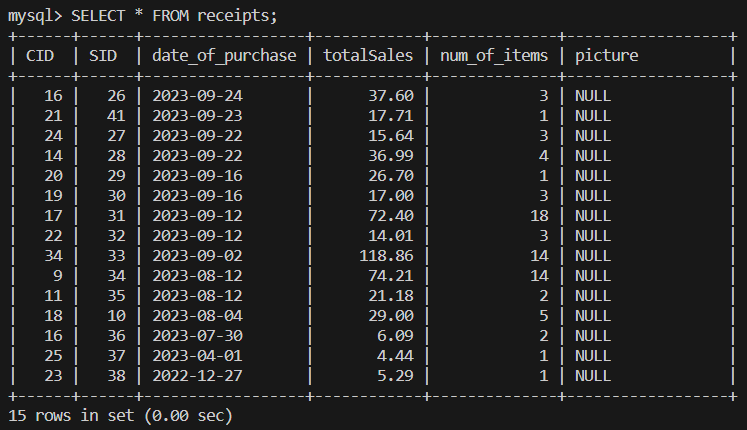 mysql> SELECT * FROM receipts;
+------+------+------------------+------------+--------------+-----------------+
| CID  | SID  | date_of_purchase | totalSales | num_of_items | picture         |
+------+------+------------------+------------+--------------+-----------------+
|   16 |   26 | 2023-09-24       |      37.60 |            3 | NULL            |
|   21 |   41 | 2023-09-23       |      17.71 |            1 | NULL            |
|   24 |   27 | 2023-09-22       |      15.64 |            3 | NULL            |
|   14 |   28 | 2023-09-22       |      36.99 |            4 | NULL            |
|   20 |   29 | 2023-09-16       |      26.70 |            1 | NULL            |
|   19 |   30 | 2023-09-16       |      17.00 |            3 | NULL            |
|   17 |   31 | 2023-09-12       |      72.40 |           18 | NULL            |
|   22 |   32 | 2023-09-12       |      14.01 |            3 | NULL            |
|   34 |   33 | 2023-09-02       |     118.86 |           14 | NULL            |
|    9 |   34 | 2023-08-12       |      74.21 |           14 | NULL            |
|   11 |   35 | 2023-08-12       |      21.18 |            2 | NULL            |
|   18 |   10 | 2023-08-04       |      29.00 |            5 | NULL            |
|   16 |   36 | 2023-07-30       |       6.09 |            2 | NULL            |
|   25 |   37 | 2023-04-01       |       4.44 |            1 | NULL            |
|   23 |   38 | 2022-12-27       |       5.29 |            1 | NULL            |
+------+------+------------------+------------+--------------+-----------------+
15 rows in set (0.00 sec)